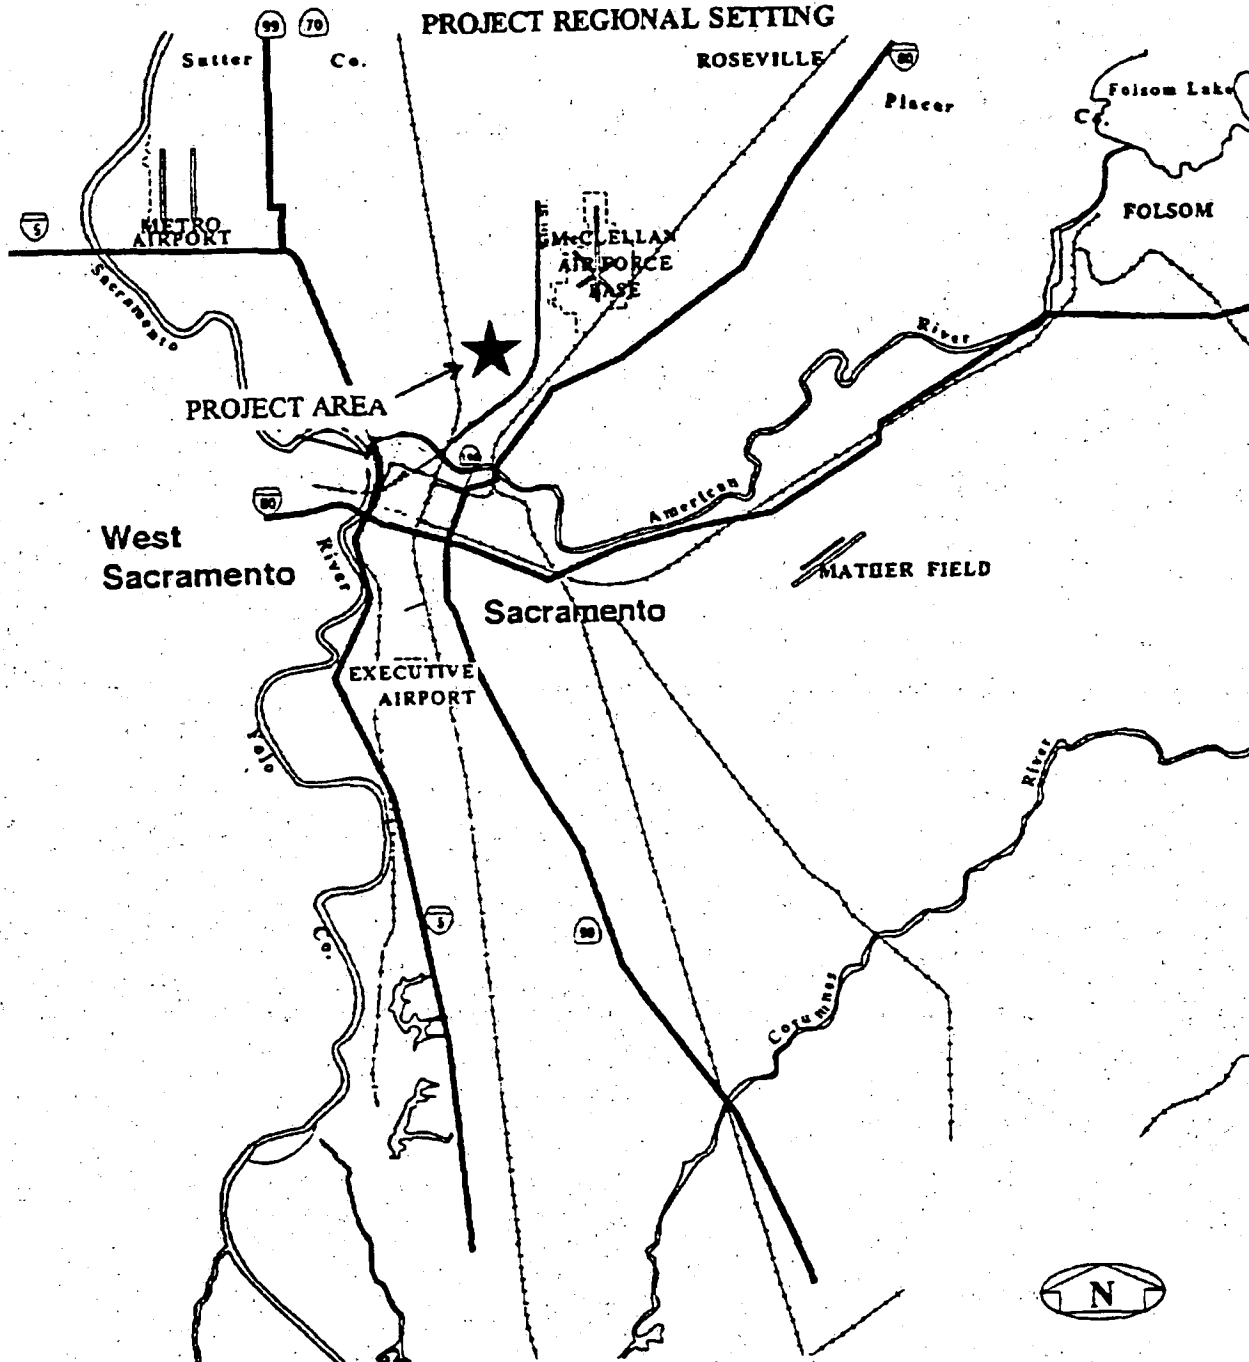 PROJECT REGIONAL SETTING
99 70
Sutter Co.
ROSEVILLE
80
Placer
Co.
Folsom Lake
FOLSOM
5
METRO
AIRPORT
McCLELLAN
AIR FORCE
BASE
Sacramento
River
PROJECT AREA
80
American
West
Sacramento
River
MATHER FIELD
Sacramento
EXECUTIVE
AIRPORT
Yolo
River
Co.
5
Cosumnes
N